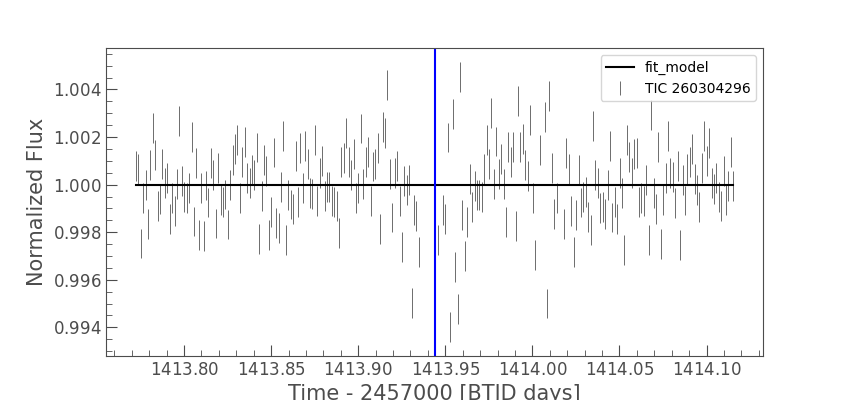 1.004
1.002
1.000
0.998
0.996
0.994
Normalized Flux
fit_model
TIC 260304296
1413.80 1413.85 1413.90 1413.95 1414.00 1414.05 1414.10
Time - 2457000 [BTJD days]